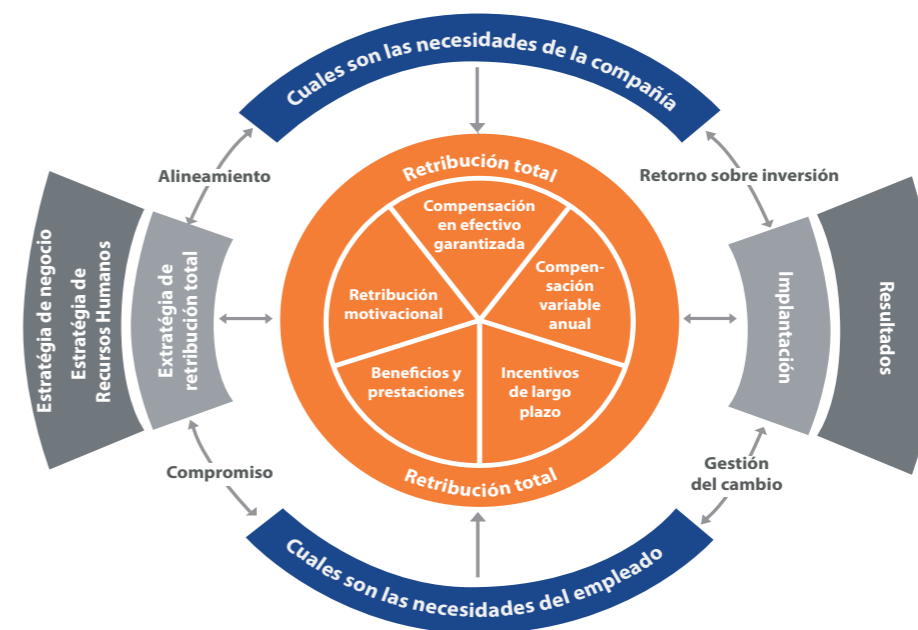 Cuales son las necesidades de la compañía
Alineamiento
Retorno sobre inversión
Estratégia de negocio
Estratégia de
Recursos Humanos
Extratégia de
retribución total
Retribución total
Compensación
en efectivo
garantizada
Compen-
sación
variable
anual
Retribución
motivacional
Beneficios y
prestaciones
Incentivos
de largo
plazo
Retribución total
Implantación
Resultados
Compromiso
Gestión
del cambio
Cuales son las necesidades del empleado